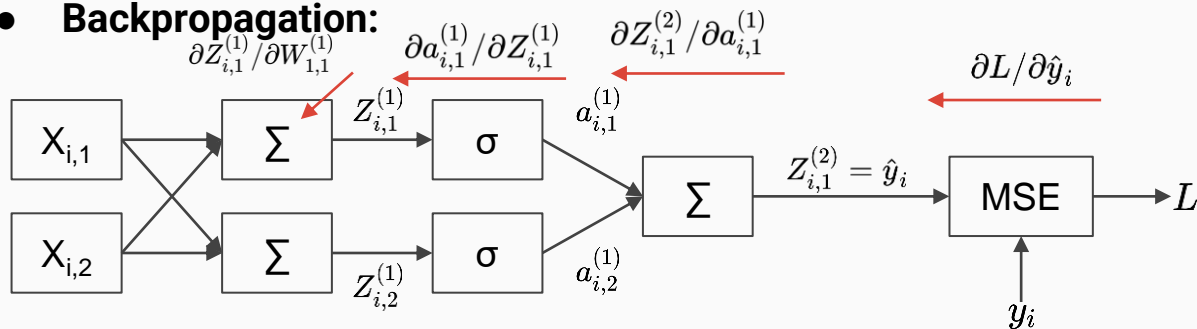 ● Backpropagation:
∂Z_{i,1}^{(1)}/∂W_{1,1}^{(1)}
∂a_{i,1}^{(1)}/∂Z_{i,1}^{(1)}
∂Z_{i,1}^{(2)}/∂a_{i,1}^{(1)}
∂L/∂ŷ_i
X_{i,1}
Σ
Z_{i,1}^{(1)}
σ
a_{i,1}^{(1)}
X_{i,2}
Σ
Z_{i,2}^{(1)}
σ
a_{i,2}^{(1)}
Σ
Z_{i,1}^{(2)} = ŷ_i
MSE
L
y_i